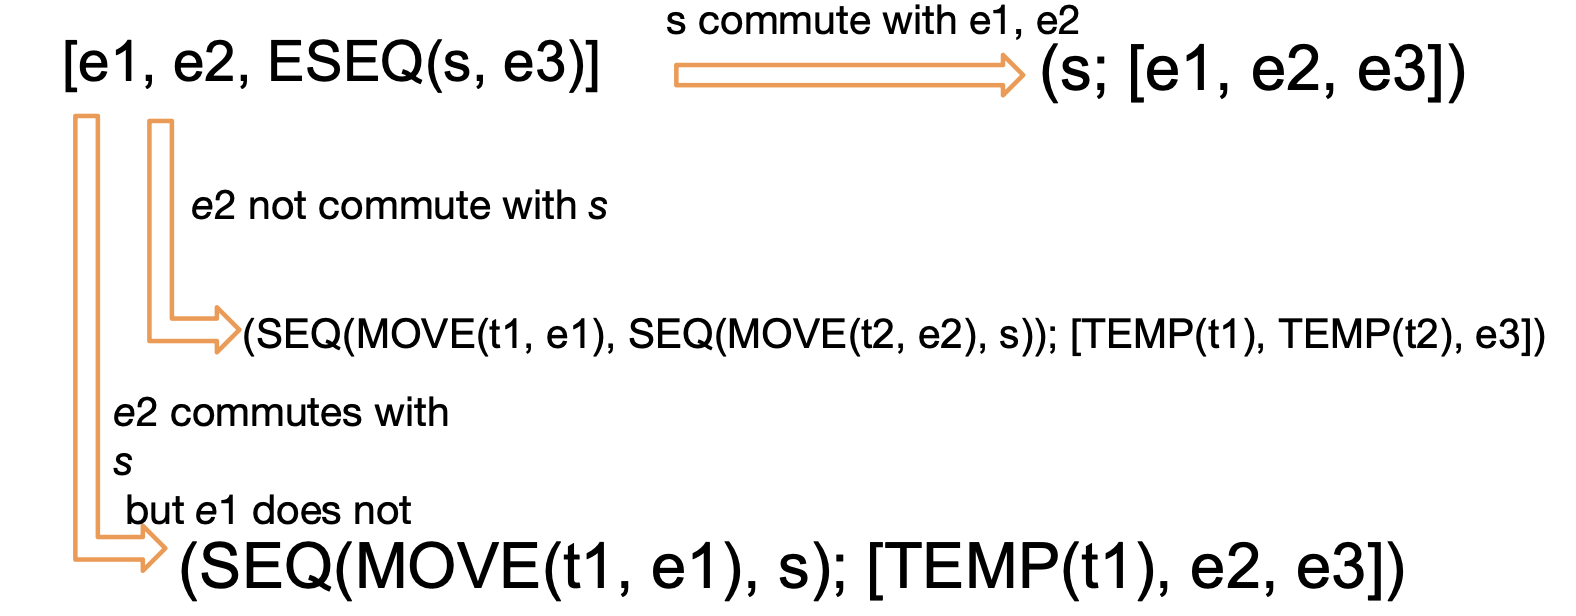 s commute with e1, e2
[e1, e2, ESEQ(s, e3)]
(s; [e1, e2, e3])
e2 not commute with s
(SEQ(MOVE(t1, e1), SEQ(MOVE(t2, e2), s)); [TEMP(t1), TEMP(t2), e3])
e2 commutes with
s
but e1 does not
(SEQ(MOVE(t1, e1), s); [TEMP(t1), e2, e3])